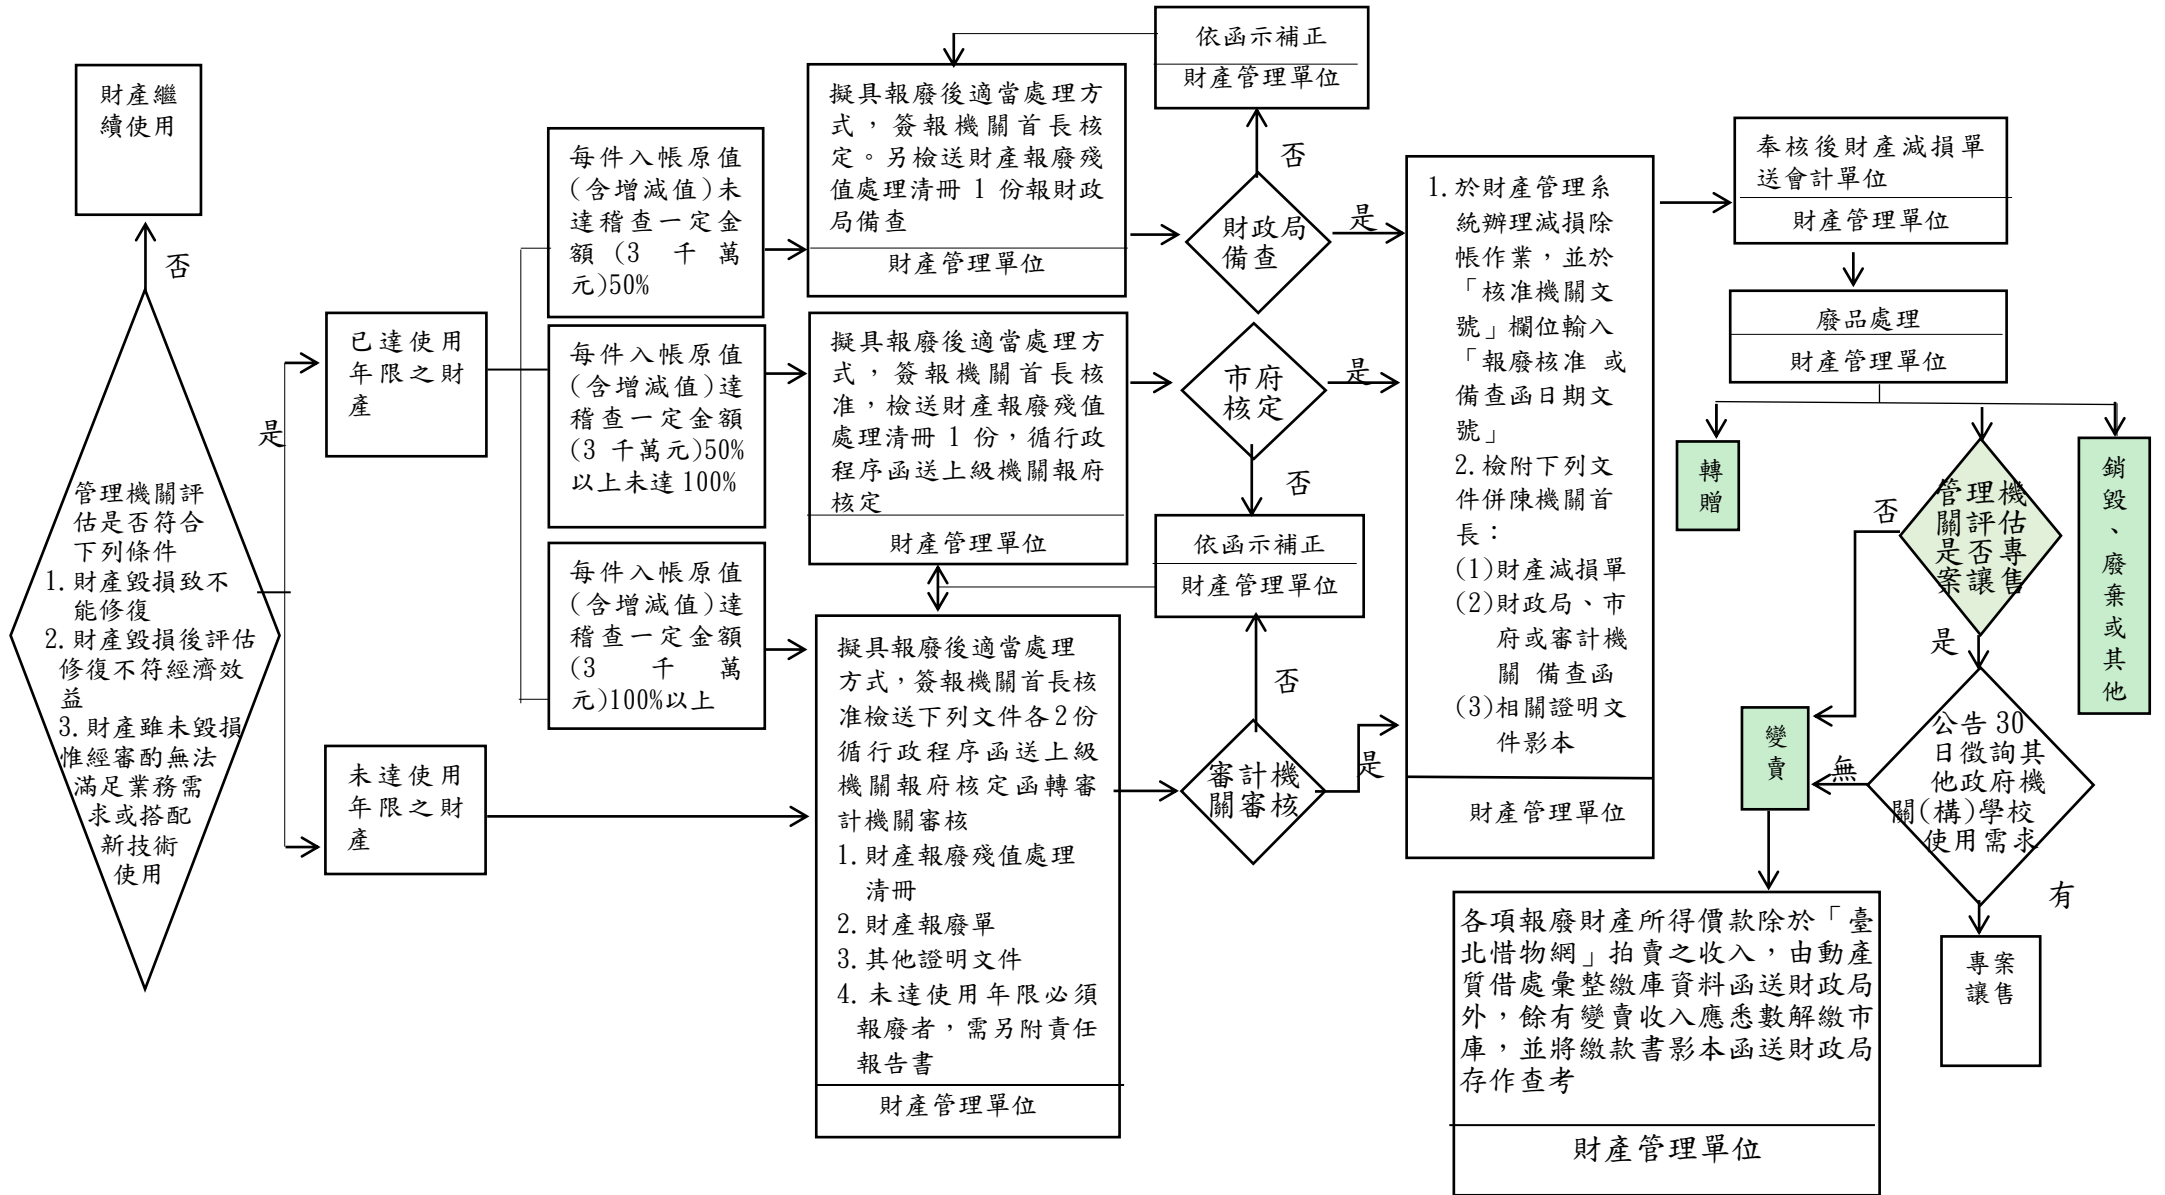 財產繼
續使用
否
管理機關評
估是否符合
下列條件
1.財產毀損致不
能修復
2.財產毀損後評估
修復不符經濟效
益
3.財產雖未毀損
惟經審酌無法
滿足業務需
求或搭配
新技術
使用
是
已達使用
年限之財
產
未達使用
年限之財
產
每件入帳原值
(含增減值)未
達稽查一定金
額(3千萬
元)50%
每件入帳原值
(含增減值)達
稽查一定金額
(3千萬元)50%
以上未達100%
每件入帳原值
(含增減值)達
稽查一定金額
(3千萬
元)100%以上
擬具報廢後適當處理方
式，簽報機關首長核
定。另檢送財產報廢殘
值處理清冊1份報財政
局備查
財產管理單位
擬具報廢後適當處理方
式，簽報機關首長核
准，檢送財產報廢殘值
處理清冊1份，循行政
程序函送上級機關報府
核定
財產管理單位
擬具報廢後適當處理
方式，簽報機關首長核
准檢送下列文件各2份
循行政程序函送上級
機關報府核定函轉審
計機關審核
1.財產報廢殘值處理
清冊
2.財產報廢單
3.其他證明文件
4.未達使用年限必須
報廢者，需另附責任
報告書
財產管理單位
依函示補正
財產管理單位
否
財政局
備查
是
市府
核定
是
否
依函示補正
財產管理單位
否
審計機
關審核
是
1.於財產管理系
統辦理減損除
帳作業，並於
「核准機關文
號」欄位輸入
「報廢核准 或
備查函日期文
號」
2.檢附下列文
件併陳機關首
長：
(1)財產減損單
(2)財政局、市
府或審計機
關 備查函
(3)相關證明文
件影本
財產管理單位
奉核後財產減損單
送會計單位
財產管理單位
廢品處理
財產管理單位
轉
贈
管理機
關評估
是否專
案讓售
否
是
銷
毀
、
廢
棄
或
其
他
變
賣
無
公告30
日徵詢其
他政府機
關(構)學校
使用需求
有
專案
讓售
各項報廢財產所得價款除於「臺
北惜物網」拍賣之收入，由動產
質借處彙整繳庫資料函送財政局
外，餘有變賣收入應悉數解繳市
庫，並將繳款書影本函送財政局
存作查考
財產管理單位